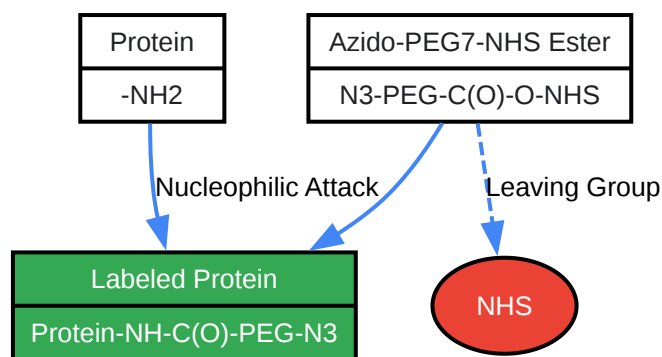 Protein
-NH2
Azido-PEG7-NHS Ester
N3-PEG-C(O)-O-NHS
Nucleophilic Attack
Leaving Group
Labeled Protein
Protein-NH-C(O)-PEG-N3
NHS